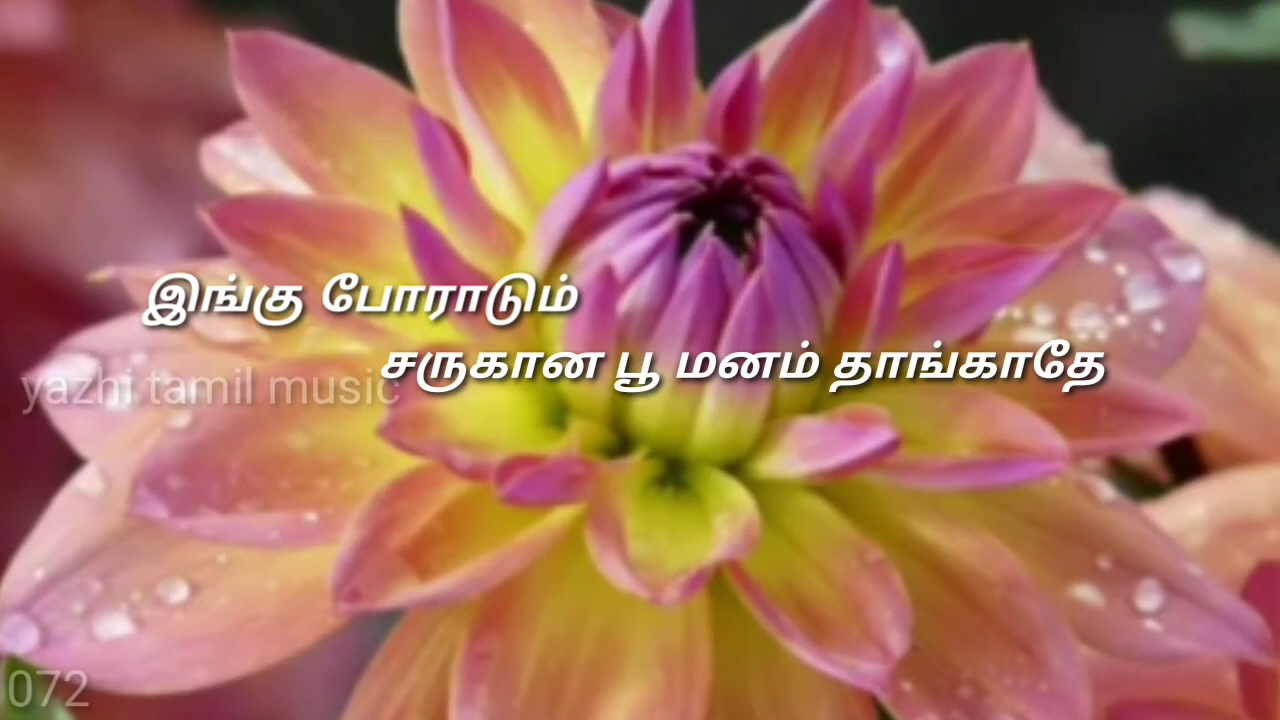 இங்கு போராடும்
சருகான பூ மனம் தாங்காதே
yazhi tamil music
072